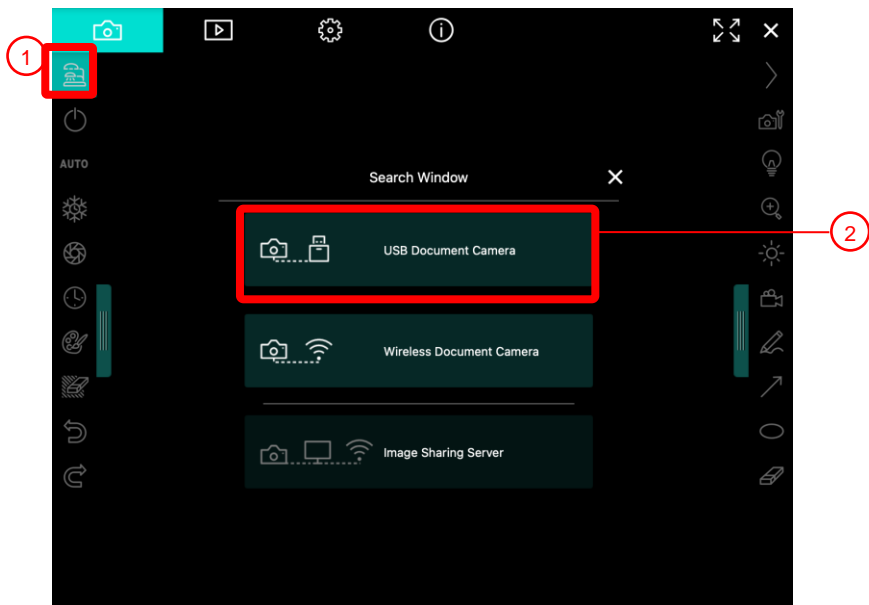 1
AUTO
Search Window
USB Document Camera
2
Wireless Document Camera
Image Sharing Server